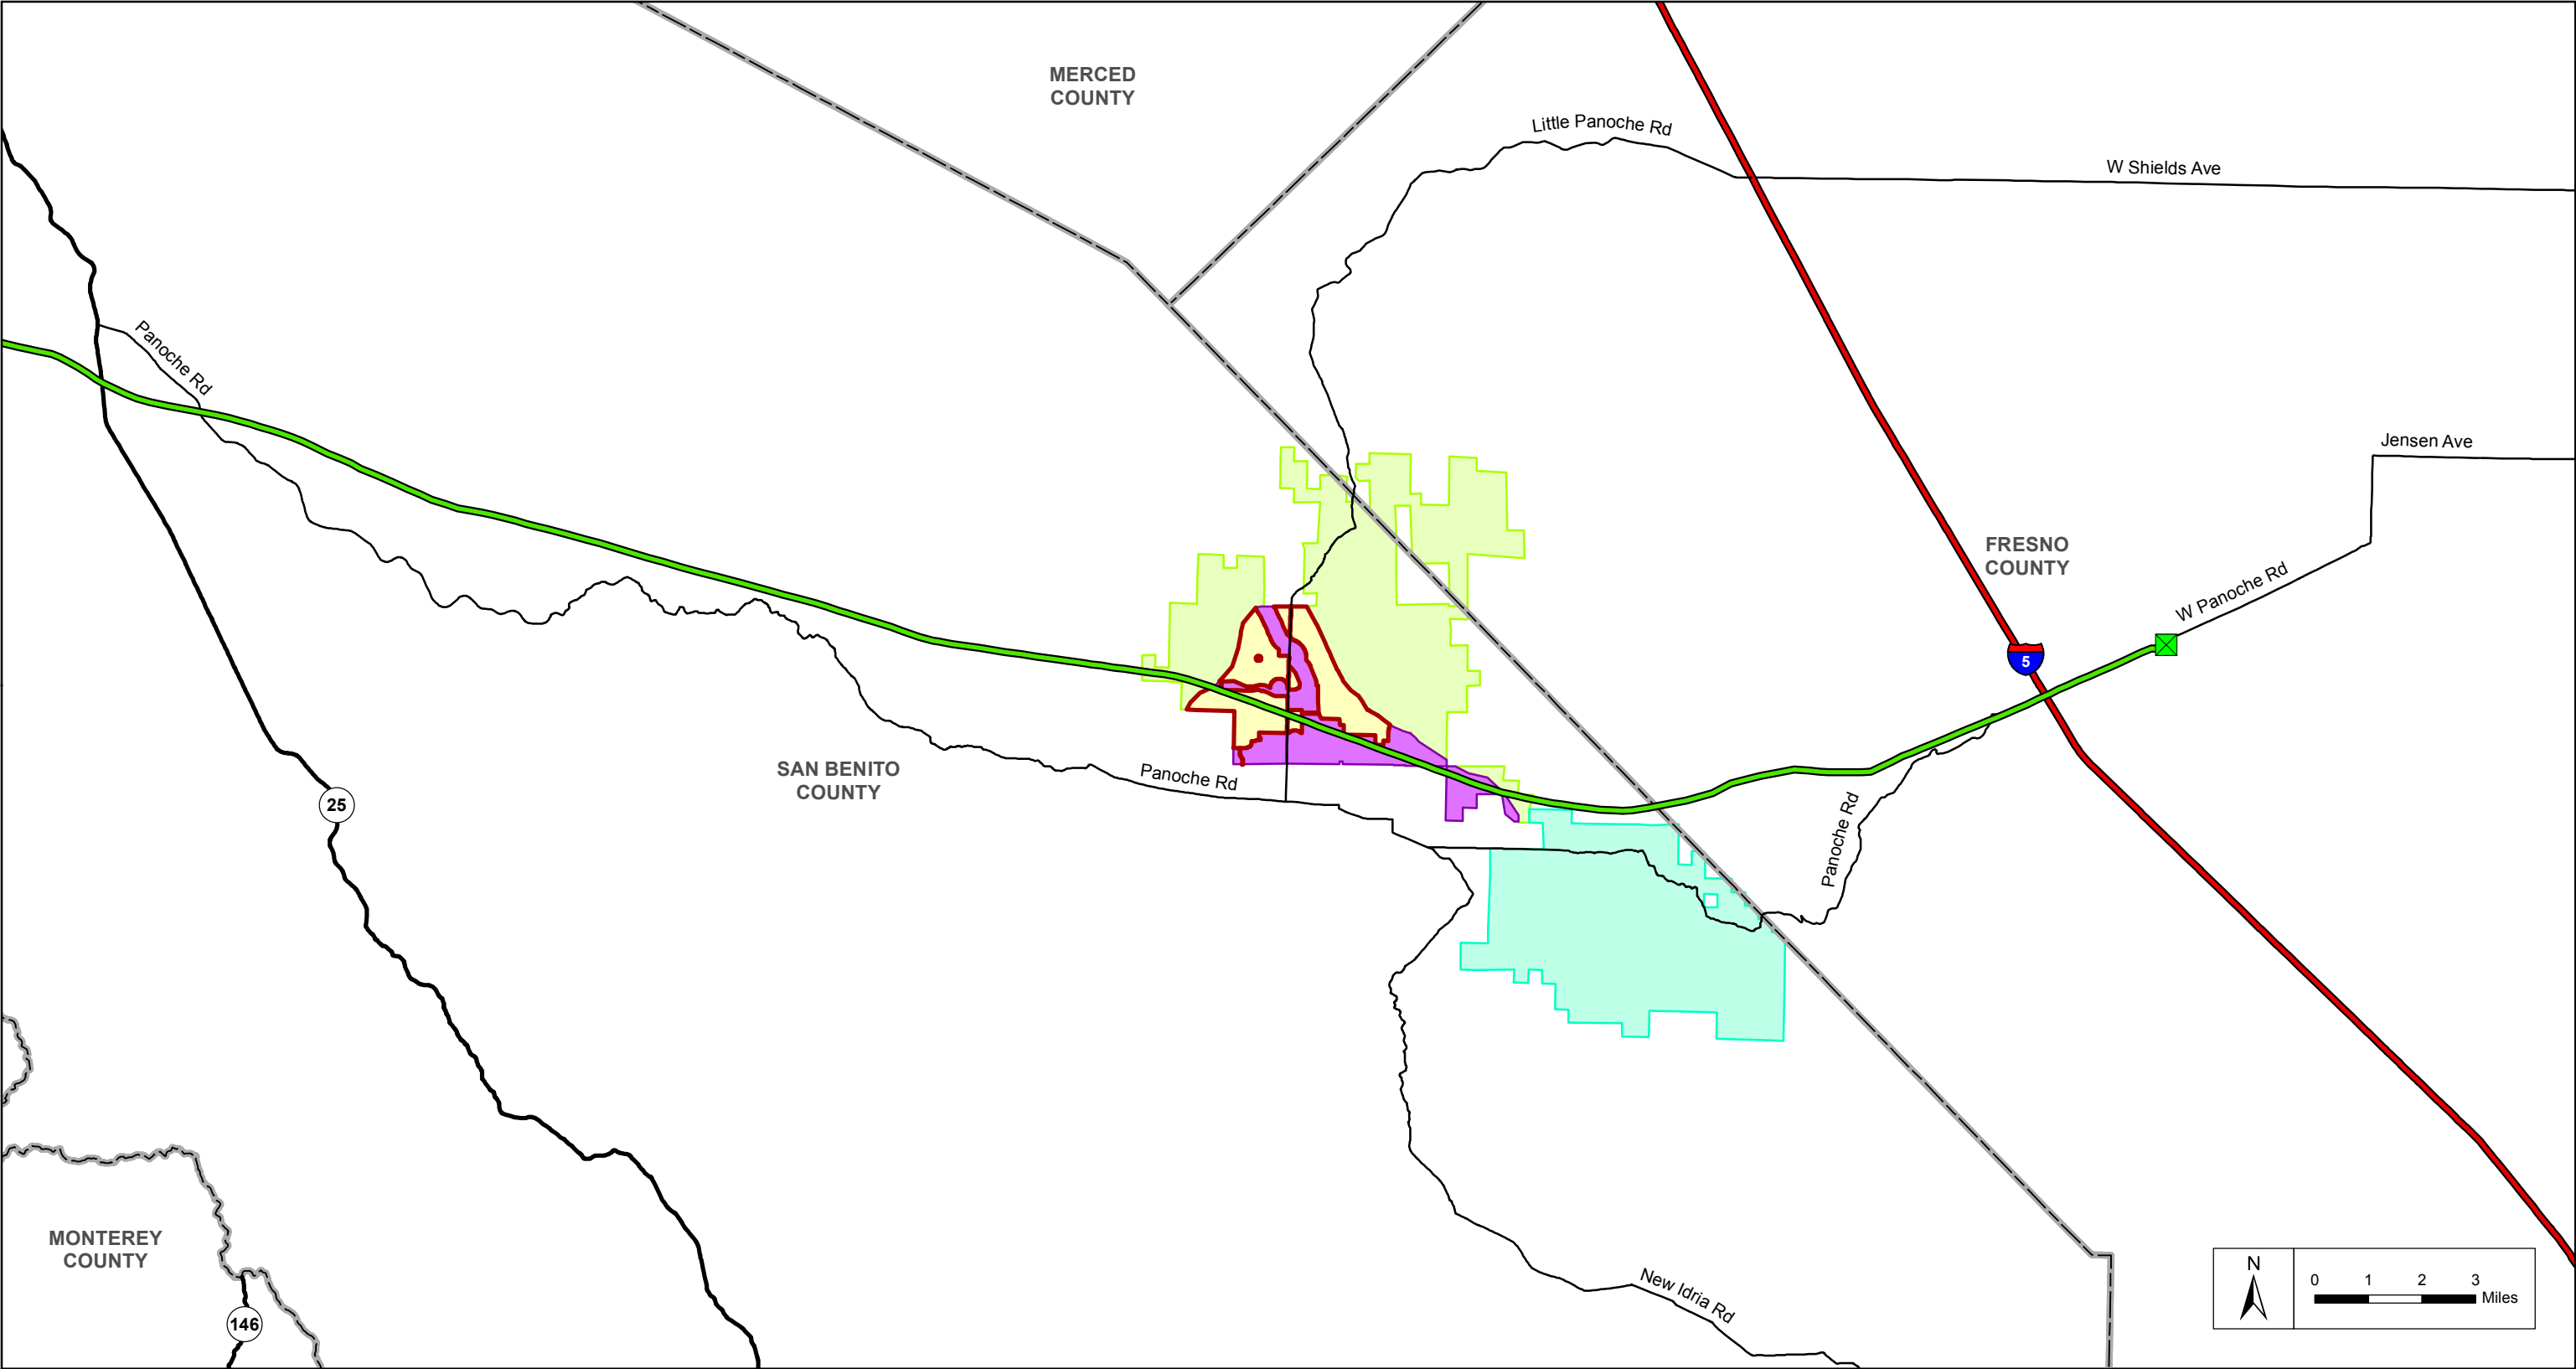 MERCED
COUNTY
Little Panoche Rd
W Shields Ave
Panoche Rd
Jensen Ave
FRESNO
COUNTY
W Panoche Rd
5
SAN BENITO
COUNTY
Panoche Rd
25
Panoche Rd
MONTEREY
COUNTY
146
New Idria Rd
N
0 1 2 3
Miles